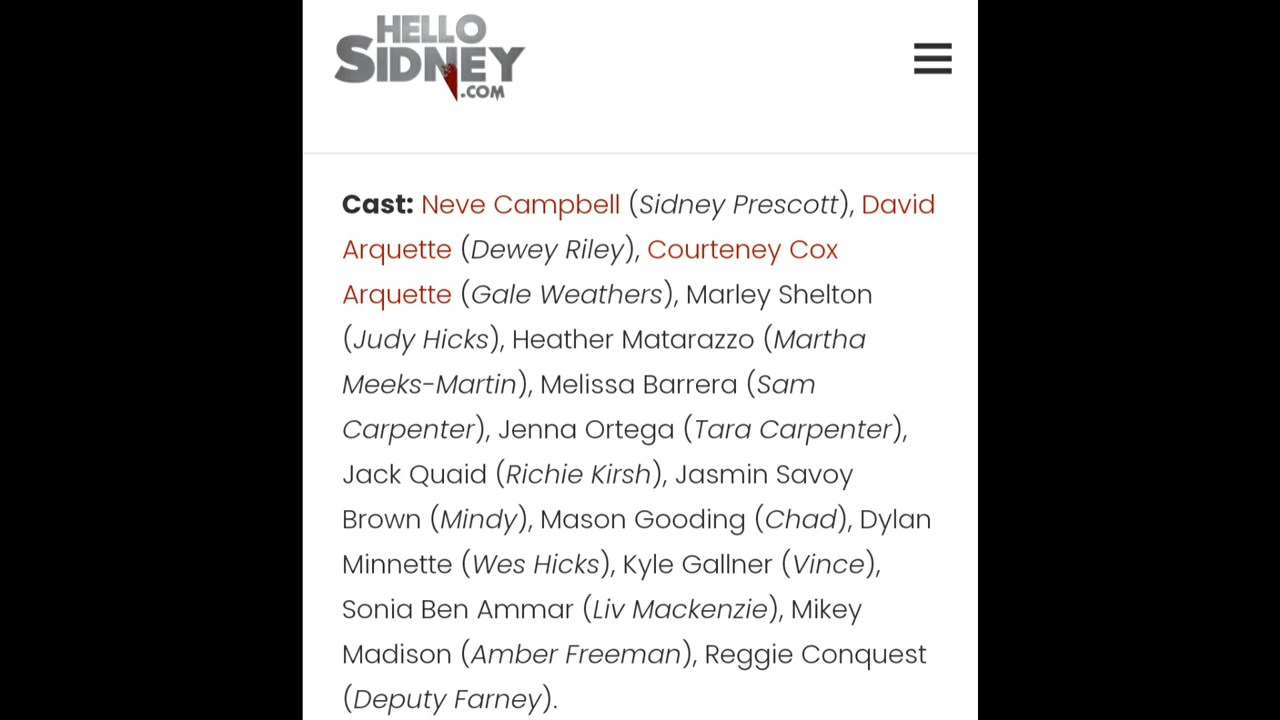 HELLO
SIDNEY
.COM
Cast: Neve Campbell (Sidney Prescott), David
Arquette (Dewey Riley), Courteney Cox
Arquette (Gale Weathers), Marley Shelton
(Judy Hicks), Heather Matarazzo (Martha
Meeks-Martin), Melissa Barrera (Sam
Carpenter), Jenna Ortega (Tara Carpenter),
Jack Quaid (Richie Kirsh), Jasmin Savoy
Brown (Mindy), Mason Gooding (Chad), Dylan
Minnette (Wes Hicks), Kyle Gallner (Vince),
Sonia Ben Ammar (Liv Mackenzie), Mikey
Madison (Amber Freeman), Reggie Conquest
(Deputy Farney).